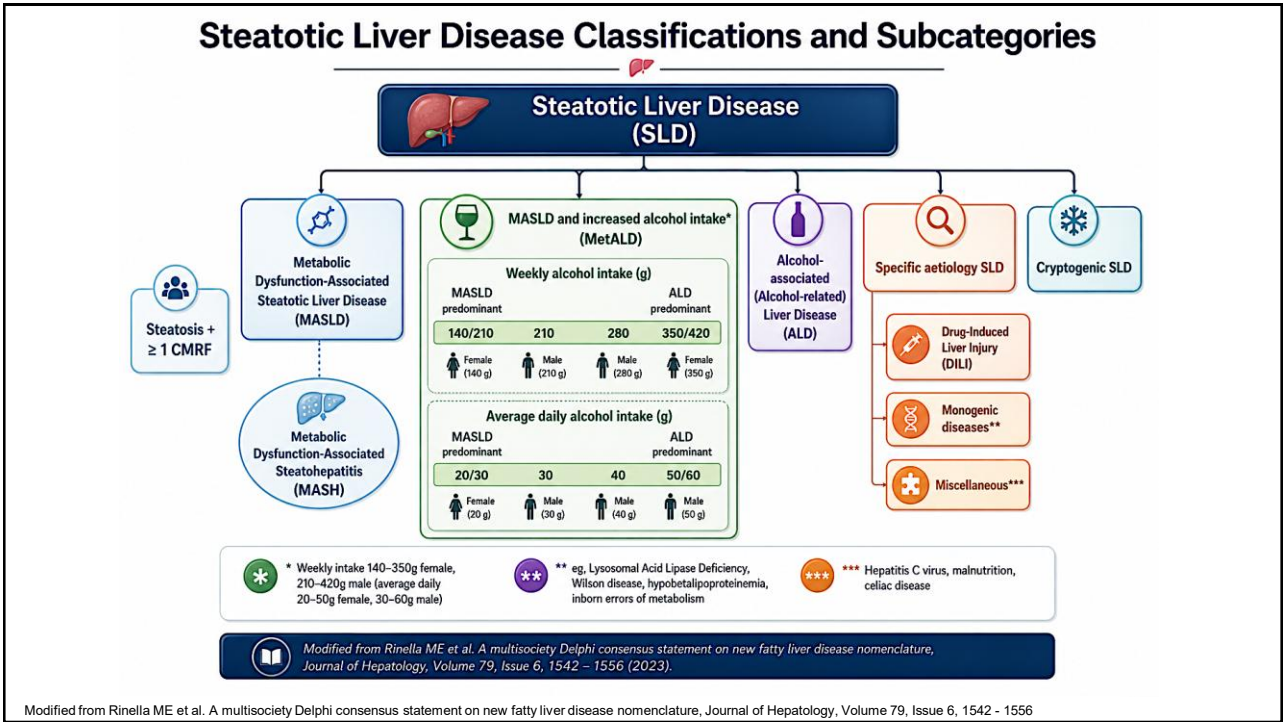 Steatotic Liver Disease Classifications and Subcategories
Steatotic Liver Disease
(SLD)
Steatosis +
≥ 1 CMRF
Metabolic
Dysfunction-Associated
Steatotic Liver Disease
(MASLD)
Metabolic
Dysfunction-Associated
Steatohepatitis
(MASH)
MASLD and increased alcohol intake*
(MetALD)
Weekly alcohol intake (g)
MASLD
predominant
ALD
predominant
140/210 210 280 350/420
Female
(140 g)
Male
(210 g)
Male
(280 g)
Female
(350 g)
Average daily alcohol intake (g)
MASLD
predominant
ALD
predominant
20/30 30 40 50/60
Female
(20 g)
Male
(30 g)
Male
(40 g)
Male
(50 g)
Alcohol-
associated
(Alcohol-related)
Liver Disease
(ALD)
Specific aetiology SLD
Drug-Induced
Liver Injury
(DILI)
Monogenic
diseases**
Miscellaneous***
Cryptogenic SLD
* * Weekly intake 140–350g female,
210–420g male (average daily
20–50g female, 30–60g male)
** ** eg, Lysosomal Acid Lipase Deficiency,
Wilson disease, hypobetalipoproteinemia,
inborn errors of metabolism
*** *** Hepatitis C virus, malnutrition,
celiac disease
Modified from Rinella ME et al. A multisociety Delphi consensus statement on new fatty liver disease nomenclature,
Journal of Hepatology, Volume 79, Issue 6, 1542 – 1556 (2023).
Modified from Rinella ME et al. A multisociety Delphi consensus statement on new fatty liver disease nomenclature, Journal of Hepatology, Volume 79, Issue 6, 1542 - 1556